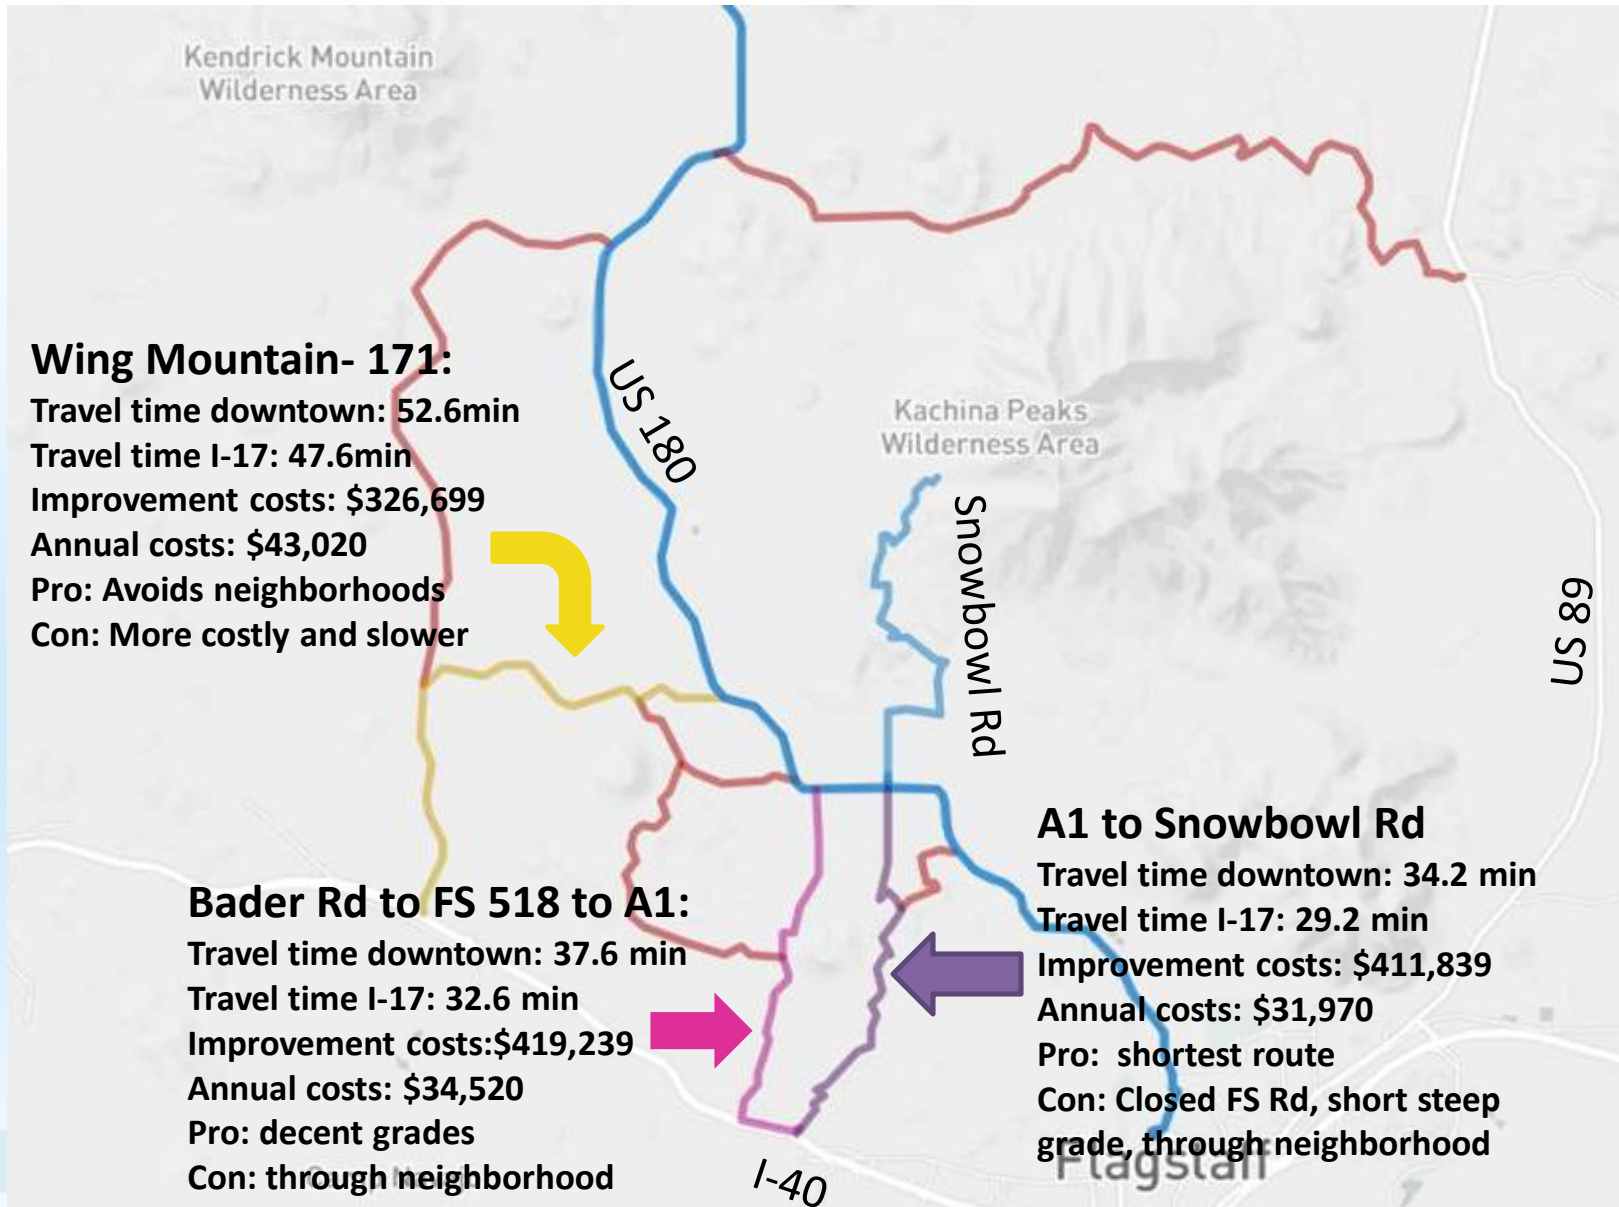 Kendrick Mountain
Wilderness Area
Wing Mountain- 171:
Travel time downtown: 52.6min
Travel time I-17: 47.6min
Improvement costs: $326,699
Annual costs: $43,020
Pro: Avoids neighborhoods
Con: More costly and slower
US 180
Kachina Peaks
Wilderness Area
Snowbowl Rd
US 89
A1 to Snowbowl Rd
Travel time downtown: 34.2 min
Travel time I-17: 29.2 min
Improvement costs: $411,839
Annual costs: $31,970
Pro:  shortest route
Con: Closed FS Rd, short steep
grade, through neighborhood
Bader Rd to FS 518 to A1:
Travel time downtown: 37.6 min
Travel time I-17: 32.6 min
Improvement costs:$419,239
Annual costs: $34,520
Pro: decent grades
Con: through neighborhood
I-40
Flagstaff